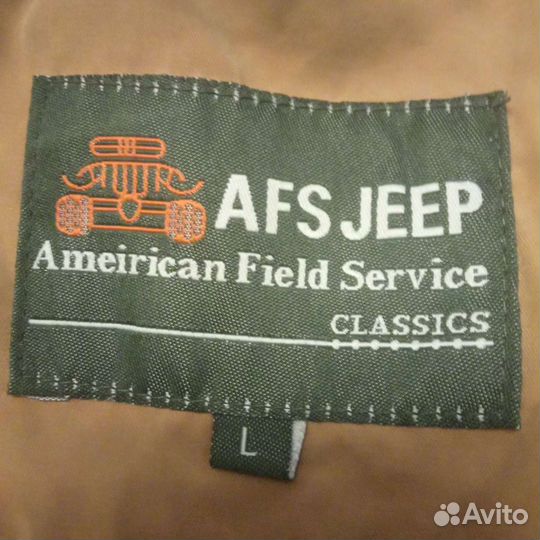 AFS JEEP
Ameirican Field Service
CLASSICS
L
Avito